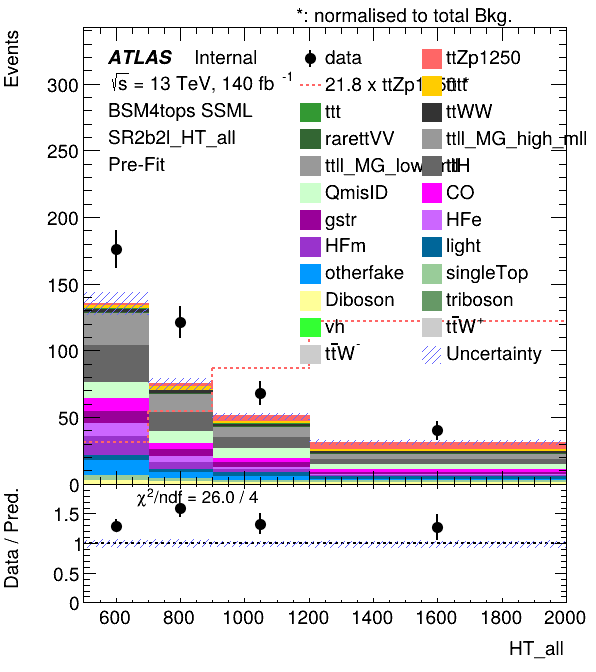 *: normalised to total Bkg.
Events
ATLAS Internal
√s = 13 TeV, 140 fb⁻¹
BSM4tops SSML
SR2b2l_HT_all
Pre-Fit
data
ttZp1250
21.8 x ttZp1250 *
tttt
ttt
ttWW
rarettVV
ttll_MG_high_mll
ttll_MG_low_mll
ttH
QmisID
CO
gstr
HFe
HFm
light
otherfake
singleTop
Diboson
triboson
vh
tt̄W⁺
tt̄W⁻
Uncertainty
300
250
200
150
100
50
0
χ²/ndf = 26.0 / 4
Data / Pred.
1.5
1
0.5
0
600 800 1000 1200 1400 1600 1800 2000
HT_all